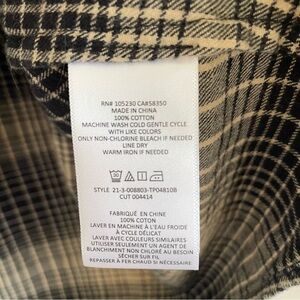 RN# 105230 CA#58350
MADE IN CHINA
100% COTTON
MACHINE WASH COLD GENTLE CYCLE
WITH LIKE COLORS
ONLY NON-CHLORINE BLEACH IF NEEDED
LINE DRY
WARM IRON IF NEEDED
STYLE 21-3-008803-TP04810B
CUT 004414
FABRIQUÉ EN CHINE
100% COTON
LAVER EN MACHINE À L'EAU FROIDE
À CYCLE DÉLICAT
LAVER AVEC COULEURS SIMILAIRES
UTILISER SEULEMENT UN AGENT DE
BLANCHIMENT NON CHLORÉ AU BESOIN
SÉCHER SUR FIL
REPASSER À FER CHAUD SI NÉCESSAIRE